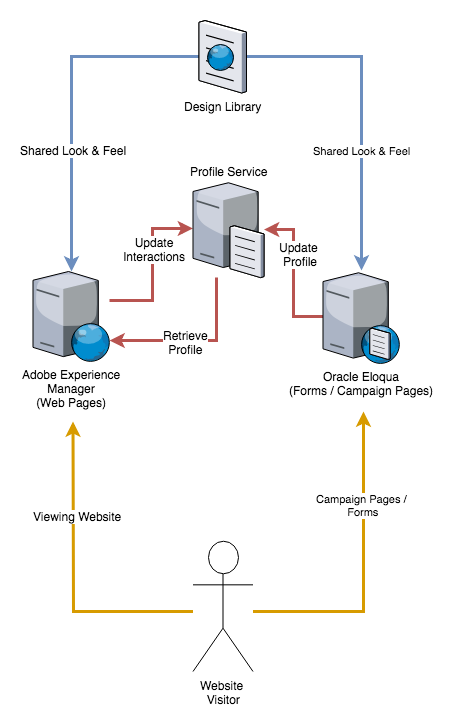 Design Library
Shared Look & Feel
Shared Look & Feel
Profile Service
Update
Interactions
Update
Profile
Retrieve
Profile
Adobe Experience
Manager
(Web Pages)
Oracle Eloqua
(Forms / Campaign Pages)
Viewing Website
Campaign Pages /
Forms
Website
Visitor